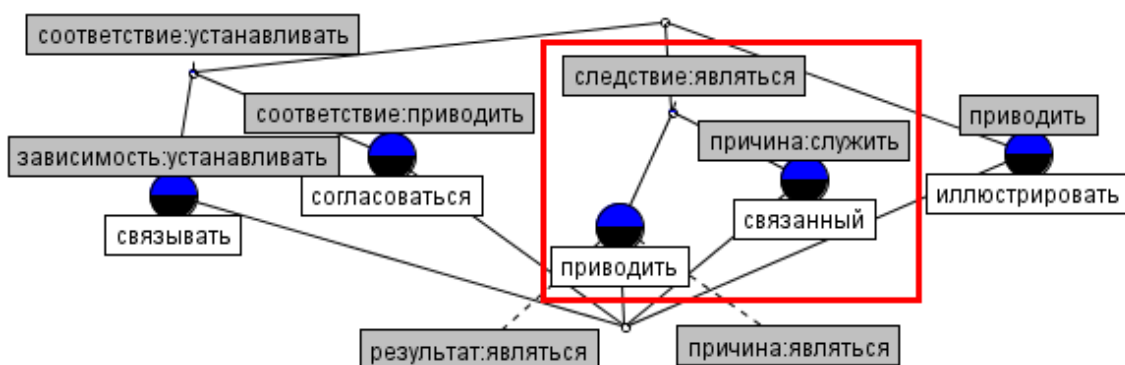 соответствие:устанавливать
следствие:являться
соответствие:приводить
приводить
зависимость:устанавливать
причина:служить
согласоваться
иллюстрировать
связывать
связанный
приводить
результат:являться
причина:являться